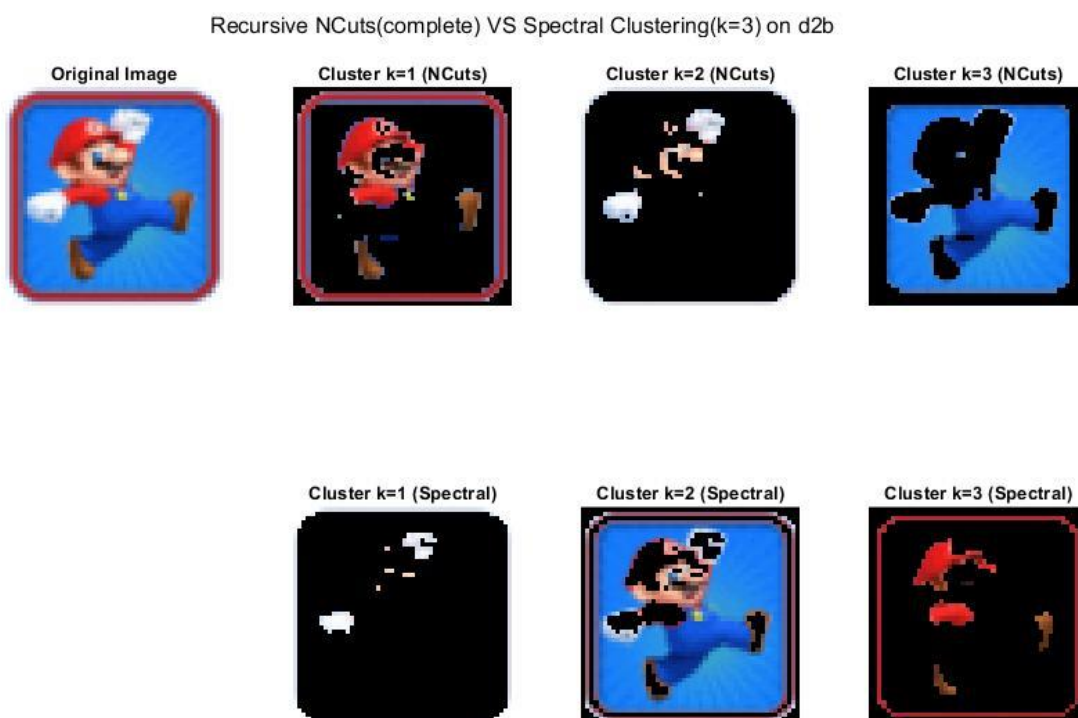 Recursive NCuts(complete) VS Spectral Clustering(k=3) on d2b
Original Image
Cluster k=1 (NCuts)
Cluster k=2 (NCuts)
Cluster k=3 (NCuts)
Cluster k=1 (Spectral)
Cluster k=2 (Spectral)
Cluster k=3 (Spectral)